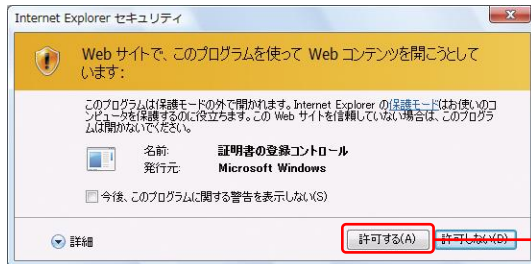 Internet Explorer セキュリティ
Web サイトで、このプログラムを使って Web コンテンツを開こうとして
います:
このプログラムは保護モードの外で開かれます。Internet Explorer の保護モードはお使いのコ
ンピュータを保護するのに役立ちます。この Web サイトを信頼していない場合は、このプログラ
ムは開かないでください。
名前: 証明書の登録コントロール
発行元: Microsoft Windows
今後、このプログラムに関する警告を表示しない(S)
詳細 許可する(A) 許可しない(D)